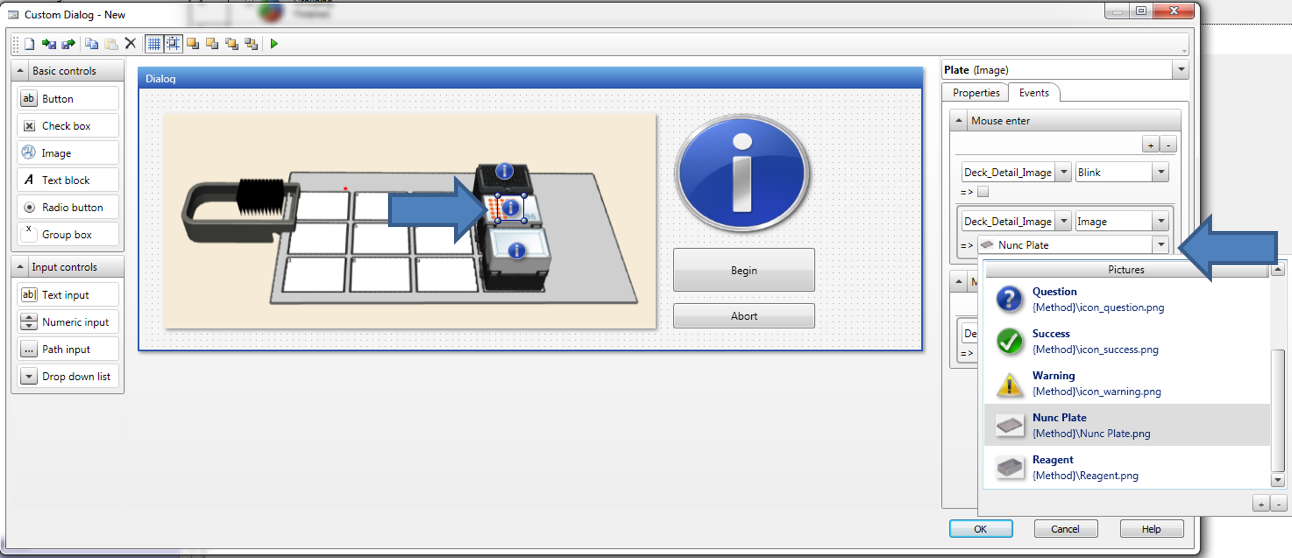 Custom Dialog - New
Basic controls
ab Button
Check box
Image
A Text block
Radio button
x Group box
Input controls
ab| Text input
Numeric input
... Path input
Drop down list
Dialog
Begin
Abort
Plate (Image)
Properties Events
Mouse enter
+ -
Deck_Detail_Image Blink
=>
Deck_Detail_Image Image
=> Nunc Plate
M
De
=>
Pictures
Question
{Method}\icon_question.png
Success
{Method}\icon_success.png
Warning
{Method}\icon_warning.png
Nunc Plate
{Method}\Nunc Plate.png
Reagent
{Method}\Reagent.png
+ -
OK Cancel Help